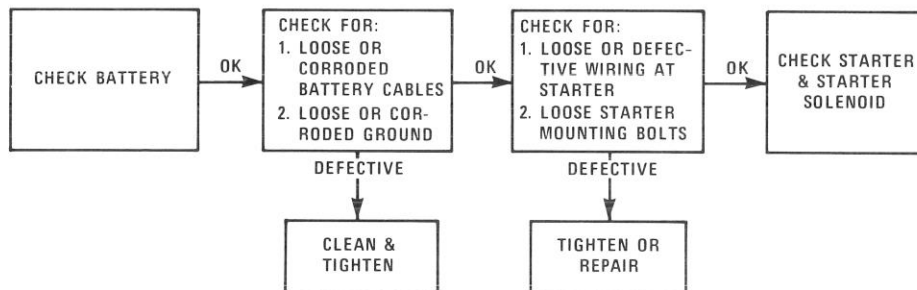 CHECK BATTERY
OK
CHECK FOR:
1. LOOSE OR
CORRODED
BATTERY CABLES
2. LOOSE OR COR-
RODED GROUND
OK
CHECK FOR:
1. LOOSE OR DEFEC-
TIVE WIRING AT
STARTER
2. LOOSE STARTER
MOUNTING BOLTS
OK
CHECK STARTER
& STARTER
SOLENOID
DEFECTIVE
DEFECTIVE
CLEAN &
TIGHTEN
TIGHTEN OR
REPAIR